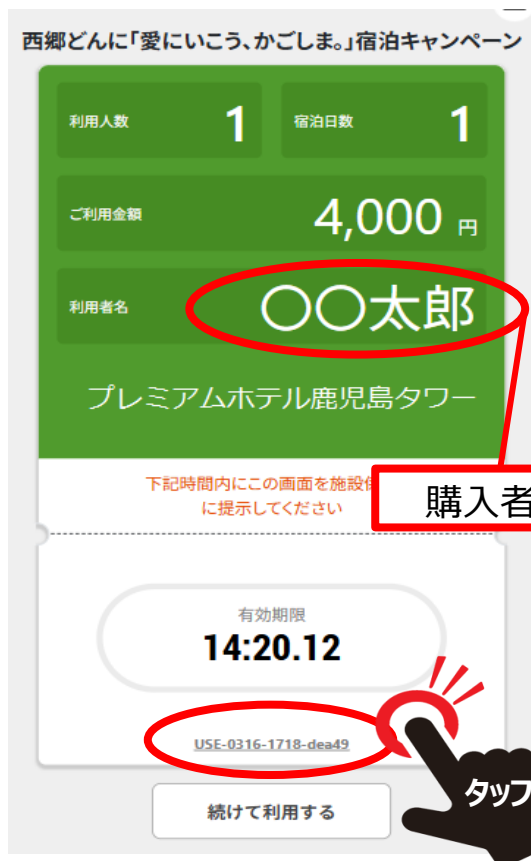 西郷どんに「愛にいこう、かごしま。」宿泊キャンペーン
利用人数 1 宿泊日数 1
ご利用金額 4,000 円
利用者名 〇〇太郎
プレミアムホテル鹿児島タワー
下記時間内にこの画面を施設
に提示してください
購入者
有効期限
14:20.12
USE-0316-1718-dea49
タップ
続けて利用する